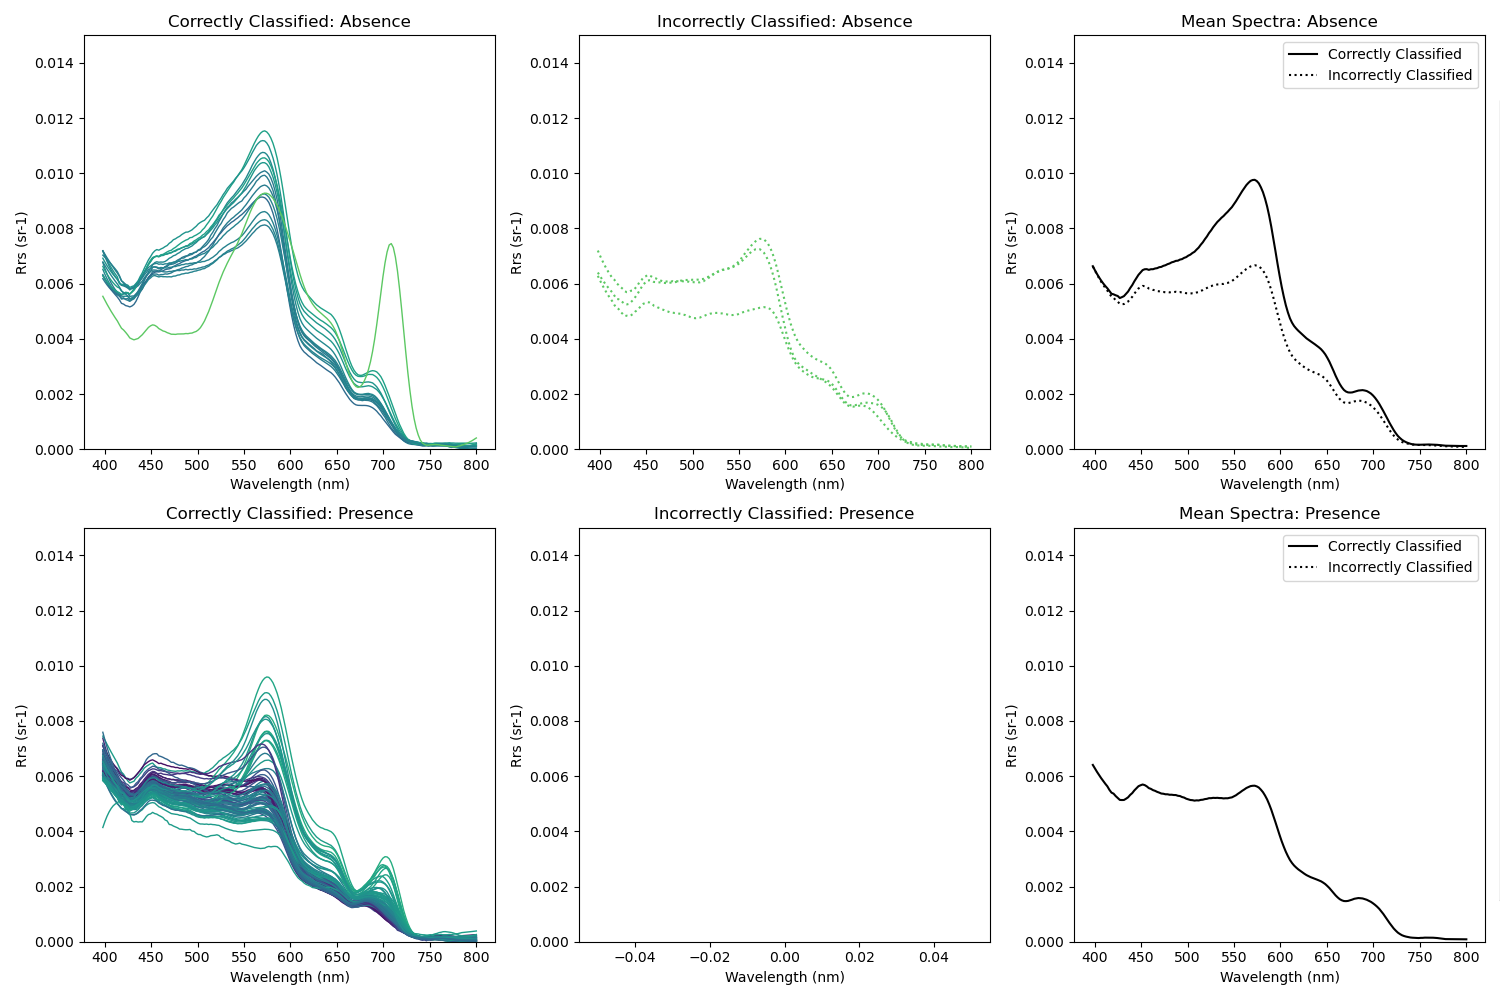 Correctly Classified: Absence
0.014
0.012
0.010
0.008
0.006
0.004
0.002
0.000
Rrs (sr-1)
400 450 500 550 600 650 700 750 800
Wavelength (nm)
Incorrectly Classified: Absence
0.014
0.012
0.010
0.008
0.006
0.004
0.002
0.000
Rrs (sr-1)
400 450 500 550 600 650 700 750 800
Wavelength (nm)
Mean Spectra: Absence
Correctly Classified
Incorrectly Classified
0.014
0.012
0.010
0.008
0.006
0.004
0.002
0.000
Rrs (sr-1)
400 450 500 550 600 650 700 750 800
Wavelength (nm)
Correctly Classified: Presence
0.014
0.012
0.010
0.008
0.006
0.004
0.002
0.000
Rrs (sr-1)
400 450 500 550 600 650 700 750 800
Wavelength (nm)
Incorrectly Classified: Presence
0.014
0.012
0.010
0.008
0.006
0.004
0.002
0.000
Rrs (sr-1)
−0.04 −0.02 0.00 0.02 0.04
Wavelength (nm)
Mean Spectra: Presence
Correctly Classified
Incorrectly Classified
0.014
0.012
0.010
0.008
0.006
0.004
0.002
0.000
Rrs (sr-1)
400 450 500 550 600 650 700 750 800
Wavelength (nm)